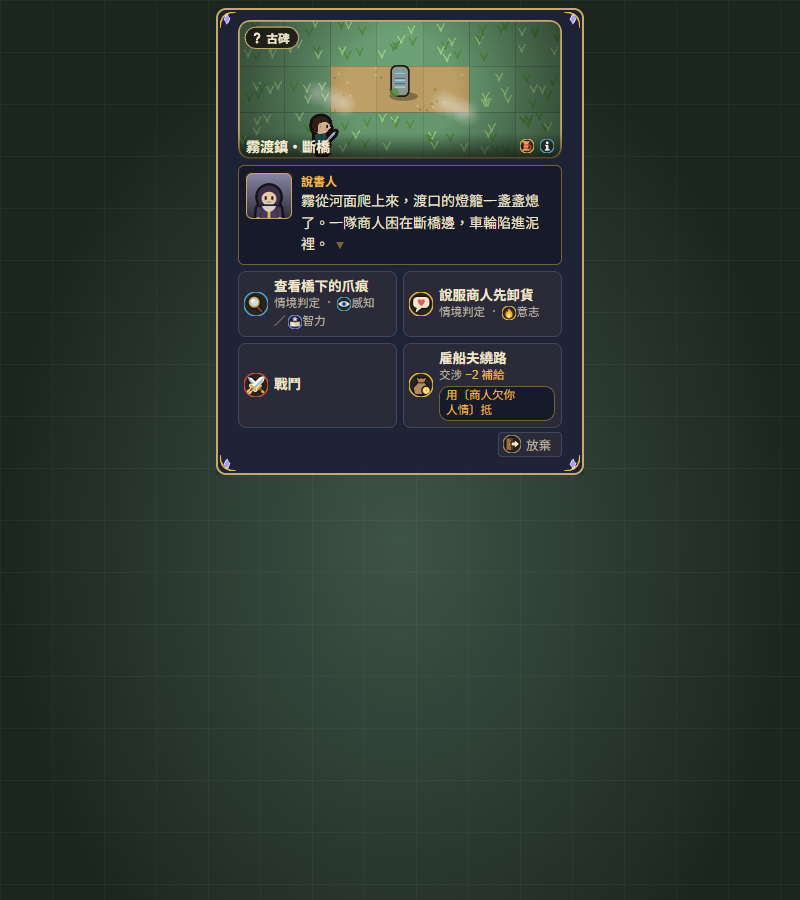 ? 古碑
霧渡鎮・斷橋
說書人
霧從河面爬上來，渡口的燈籠一盞盞熄
了。一隊商人困在斷橋邊，車輪陷進泥
裡。 ▼
查看橋下的爪痕
情境判定 · 感知
／智力
說服商人先卸貨
情境判定 · 意志
戰鬥
雇船夫繞路
交涉 −2 補給
用〔商人欠你
人情〕抵
放棄